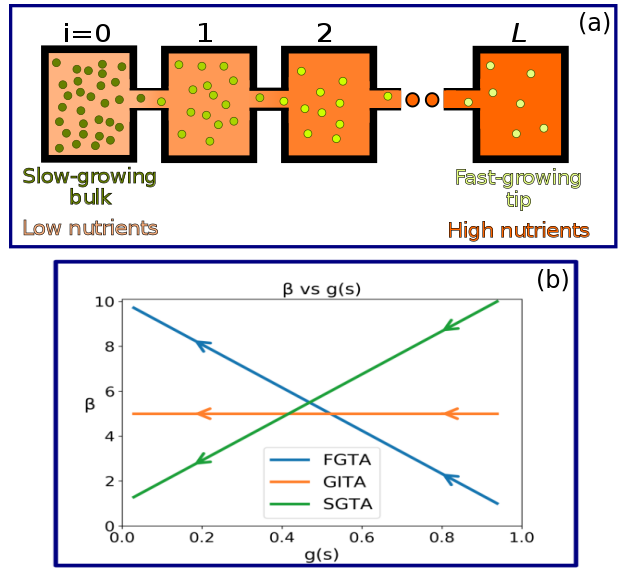 (a)
i=0 1 2 L
Slow-growing
bulk
Low nutrients
Fast-growing
tip
High nutrients
(b)
β vs g(s)
10
8
6
4
2
0
β
0.0 0.2 0.4 0.6 0.8 1.0
g(s)
FGTA
GITA
SGTA